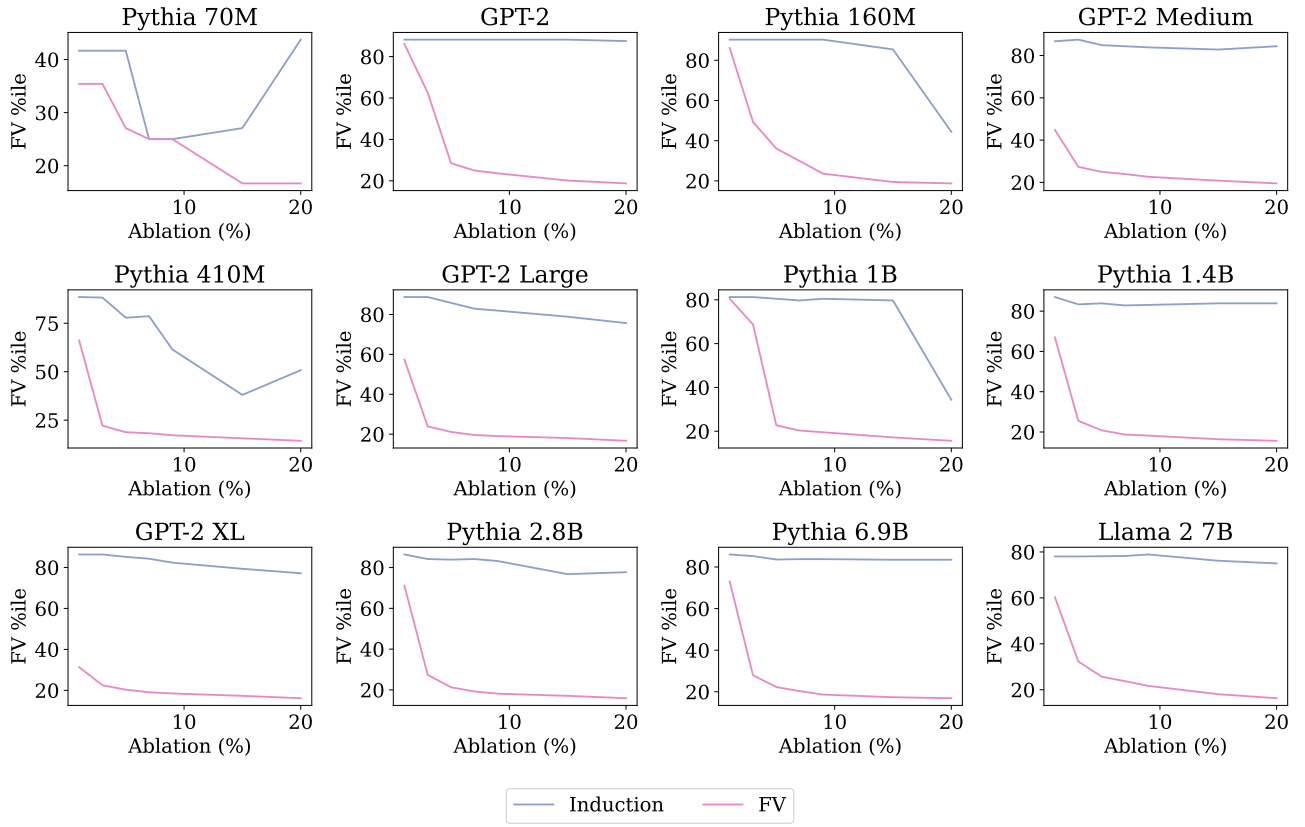 Pythia 70M
FV %ile
40
30
20
10
20
Ablation (%)
GPT-2
FV %ile
80
60
40
20
10
20
Ablation (%)
Pythia 160M
FV %ile
80
60
40
20
10
20
Ablation (%)
GPT-2 Medium
FV %ile
80
60
40
20
10
20
Ablation (%)
Pythia 410M
FV %ile
75
50
25
10
20
Ablation (%)
GPT-2 Large
FV %ile
80
60
40
20
10
20
Ablation (%)
Pythia 1B
FV %ile
80
60
40
20
10
20
Ablation (%)
Pythia 1.4B
FV %ile
80
60
40
20
10
20
Ablation (%)
GPT-2 XL
FV %ile
80
60
40
20
10
20
Ablation (%)
Pythia 2.8B
FV %ile
80
60
40
20
10
20
Ablation (%)
Pythia 6.9B
FV %ile
80
60
40
20
10
20
Ablation (%)
Llama 2 7B
FV %ile
80
60
40
20
10
20
Ablation (%)
Induction
FV